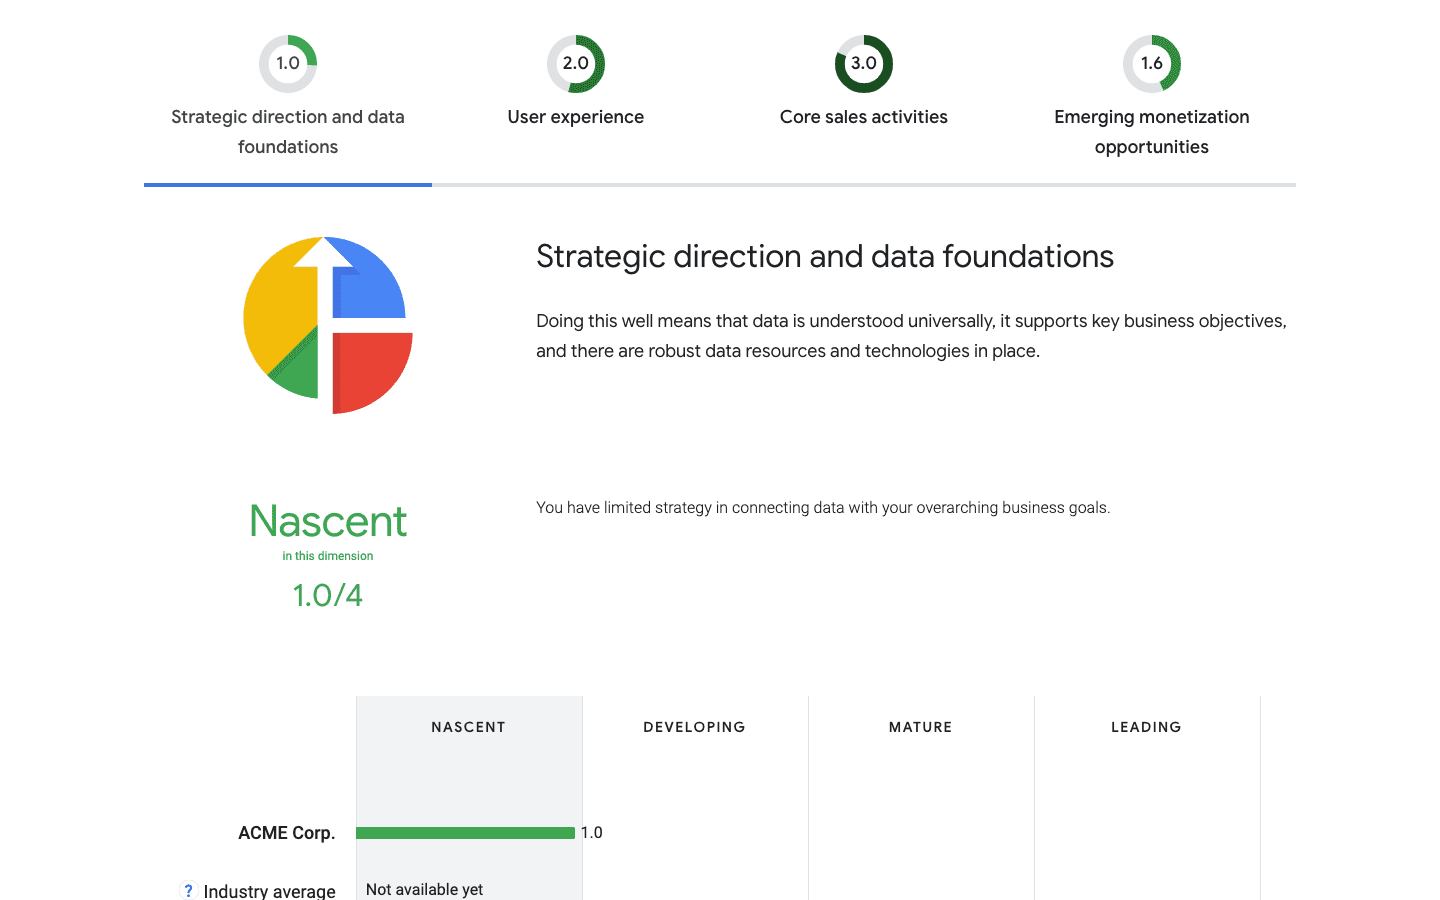 1.0
2.0
3.0
1.6
Strategic direction and data
foundations
User experience
Core sales activities
Emerging monetization
opportunities
Strategic direction and data foundations
Doing this well means that data is understood universally, it supports key business objectives,
and there are robust data resources and technologies in place.
Nascent
in this dimension
1.0/4
You have limited strategy in connecting data with your overarching business goals.
NASCENT
DEVELOPING
MATURE
LEADING
ACME Corp.
1.0
? Industry average
Not available yet